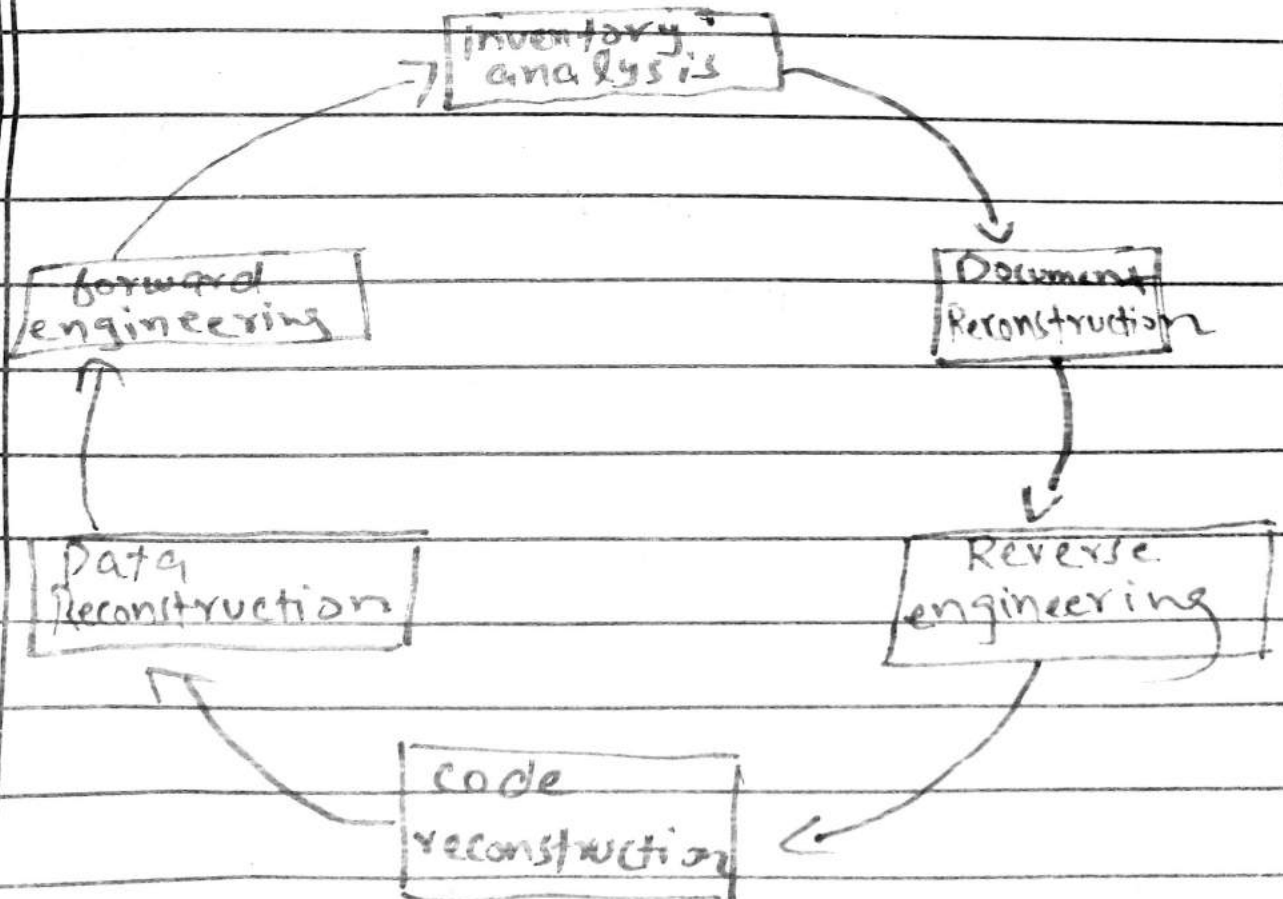 inventory
analysis
forward
engineering
Document
Reconstruction
Data
Reconstruction
Reverse
engineering
code
reconstruction